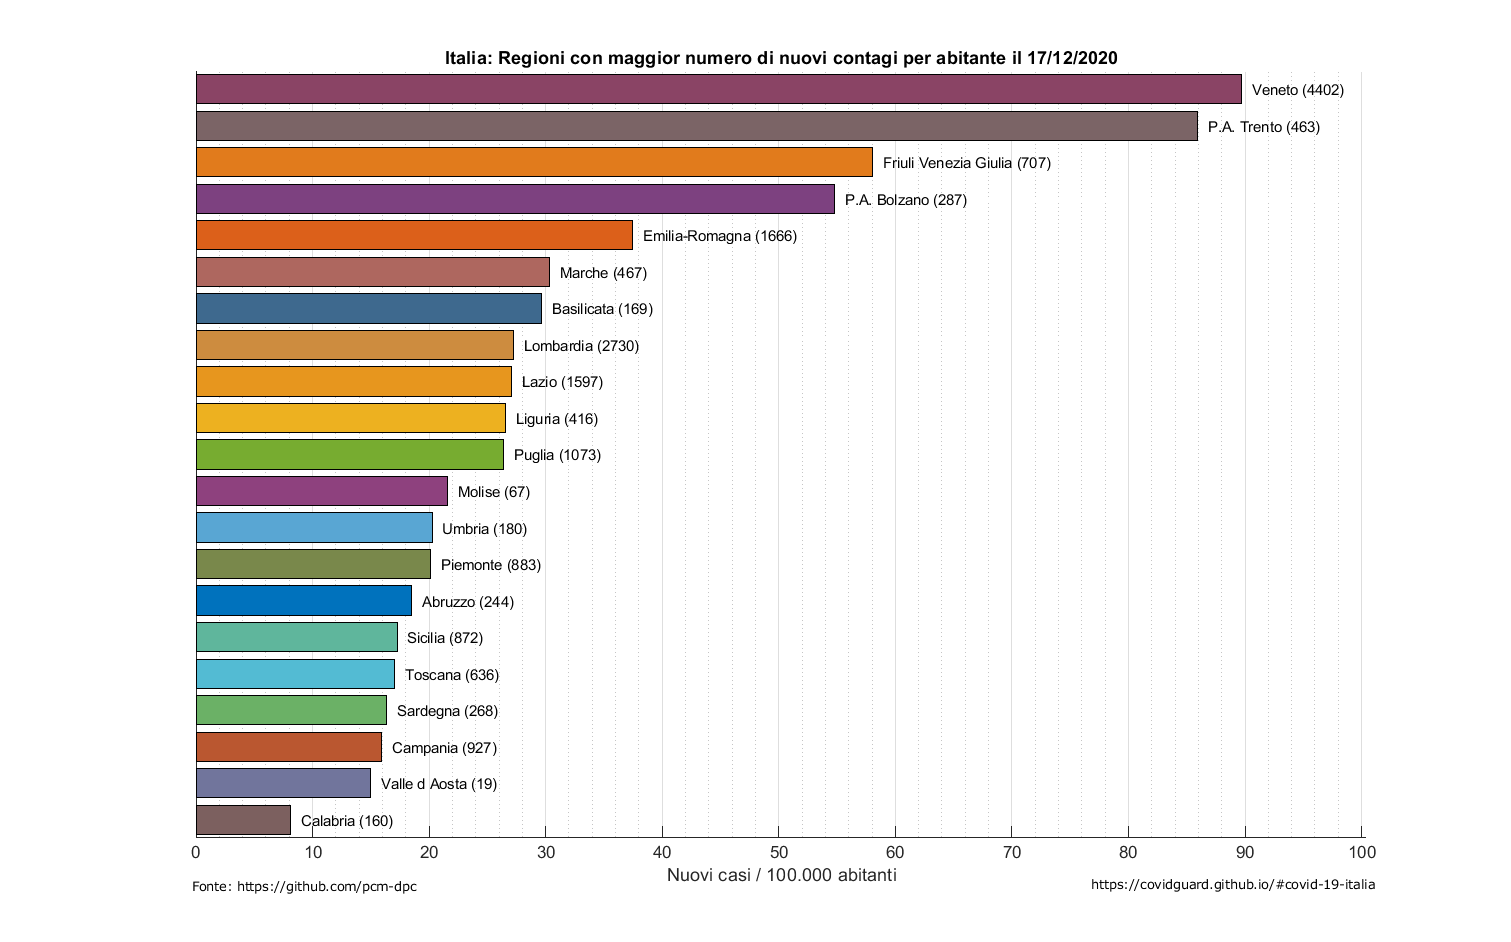 Italia: Regioni con maggior numero di nuovi contagi per abitante il 17/12/2020
Veneto (4402)
P.A. Trento (463)
Friuli Venezia Giulia (707)
P.A. Bolzano (287)
Emilia-Romagna (1666)
Marche (467)
Basilicata (169)
Lombardia (2730)
Lazio (1597)
Liguria (416)
Puglia (1073)
Molise (67)
Umbria (180)
Piemonte (883)
Abruzzo (244)
Sicilia (872)
Toscana (636)
Sardegna (268)
Campania (927)
Valle d Aosta (19)
Calabria (160)
0 10 20 30 40 50 60 70 80 90 100
Nuovi casi / 100.000 abitanti
Fonte: https://github.com/pcm-dpc
https://covidguard.github.io/#covid-19-italia